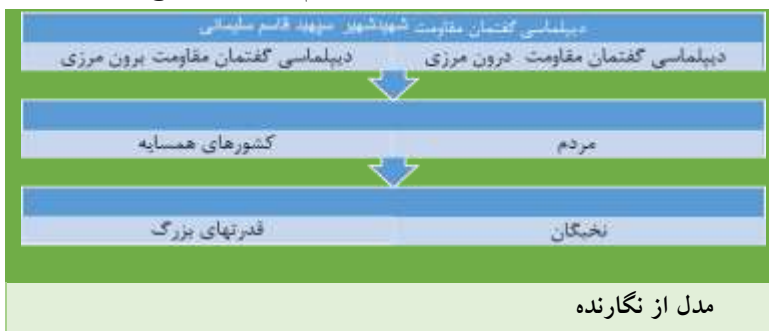 دیپلماسی گفتمان مقاومت شهیدشهیر سپهبد قاسم سلیمانی
دیپلماسی گفتمان مقاومت درون مرزی
دیپلماسی گفتمان مقاومت برون مرزی
مردم
کشورهای همسایه
نخبگان
قدرتهای بزرگ
مدل از نگارنده